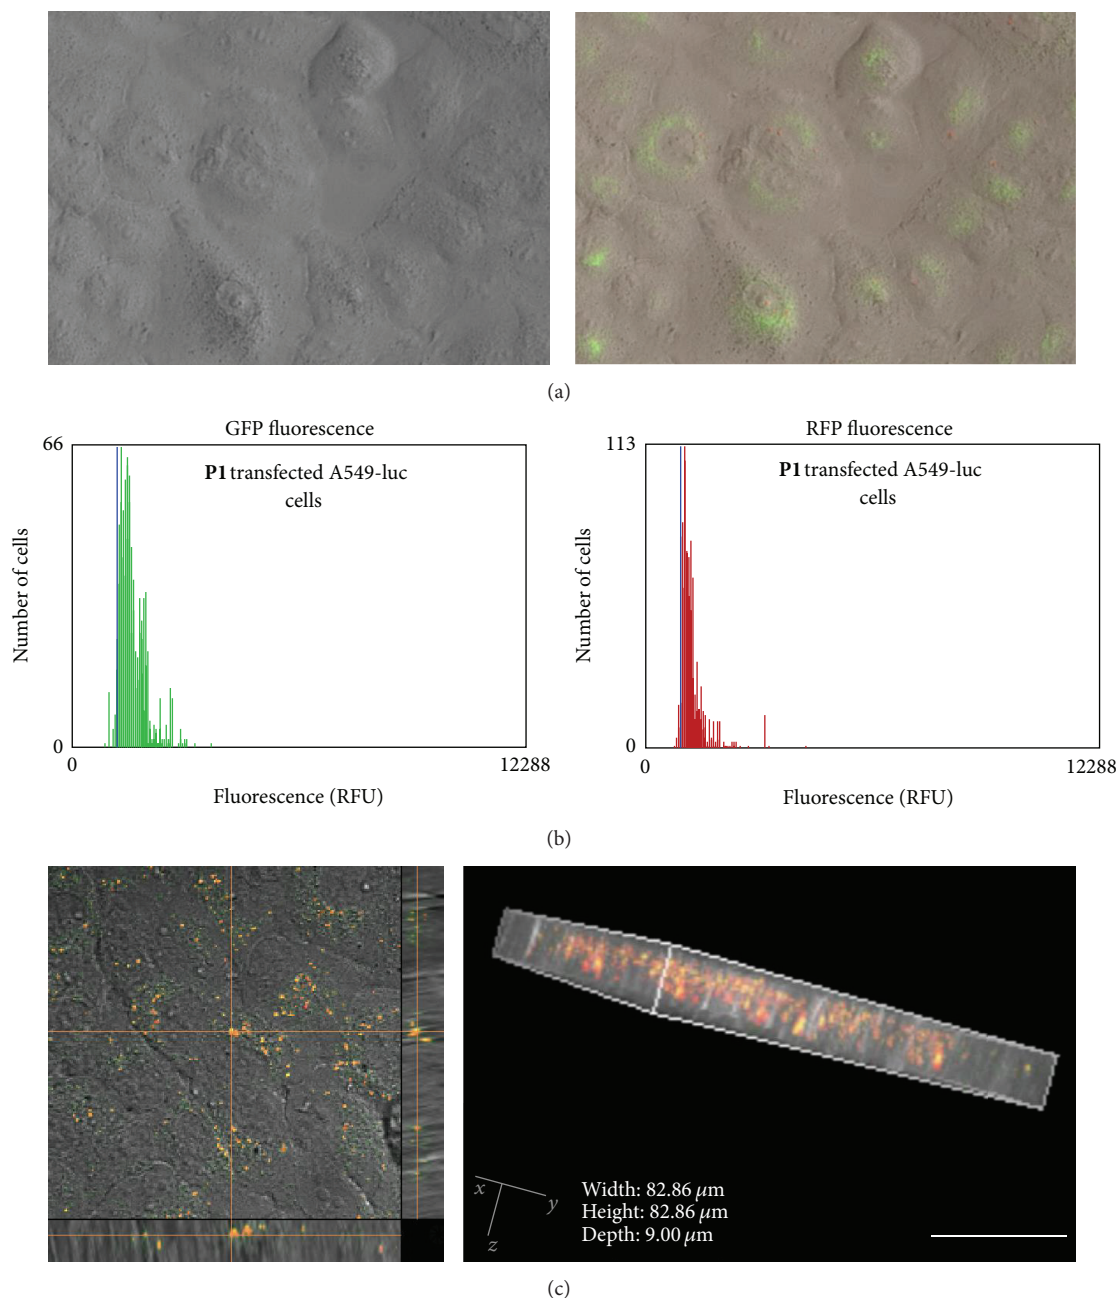 (a)
GFP fluorescence
66
P1 transfected A549-luc
cells
Number of cells
0
0
12288
Fluorescence (RFU)
RFP fluorescence
113
P1 transfected A549-luc
cells
Number of cells
0
0
12288
Fluorescence (RFU)
(b)
x
y
z
Width: 82.86 μm
Height: 82.86 μm
Depth: 9.00 μm
(c)